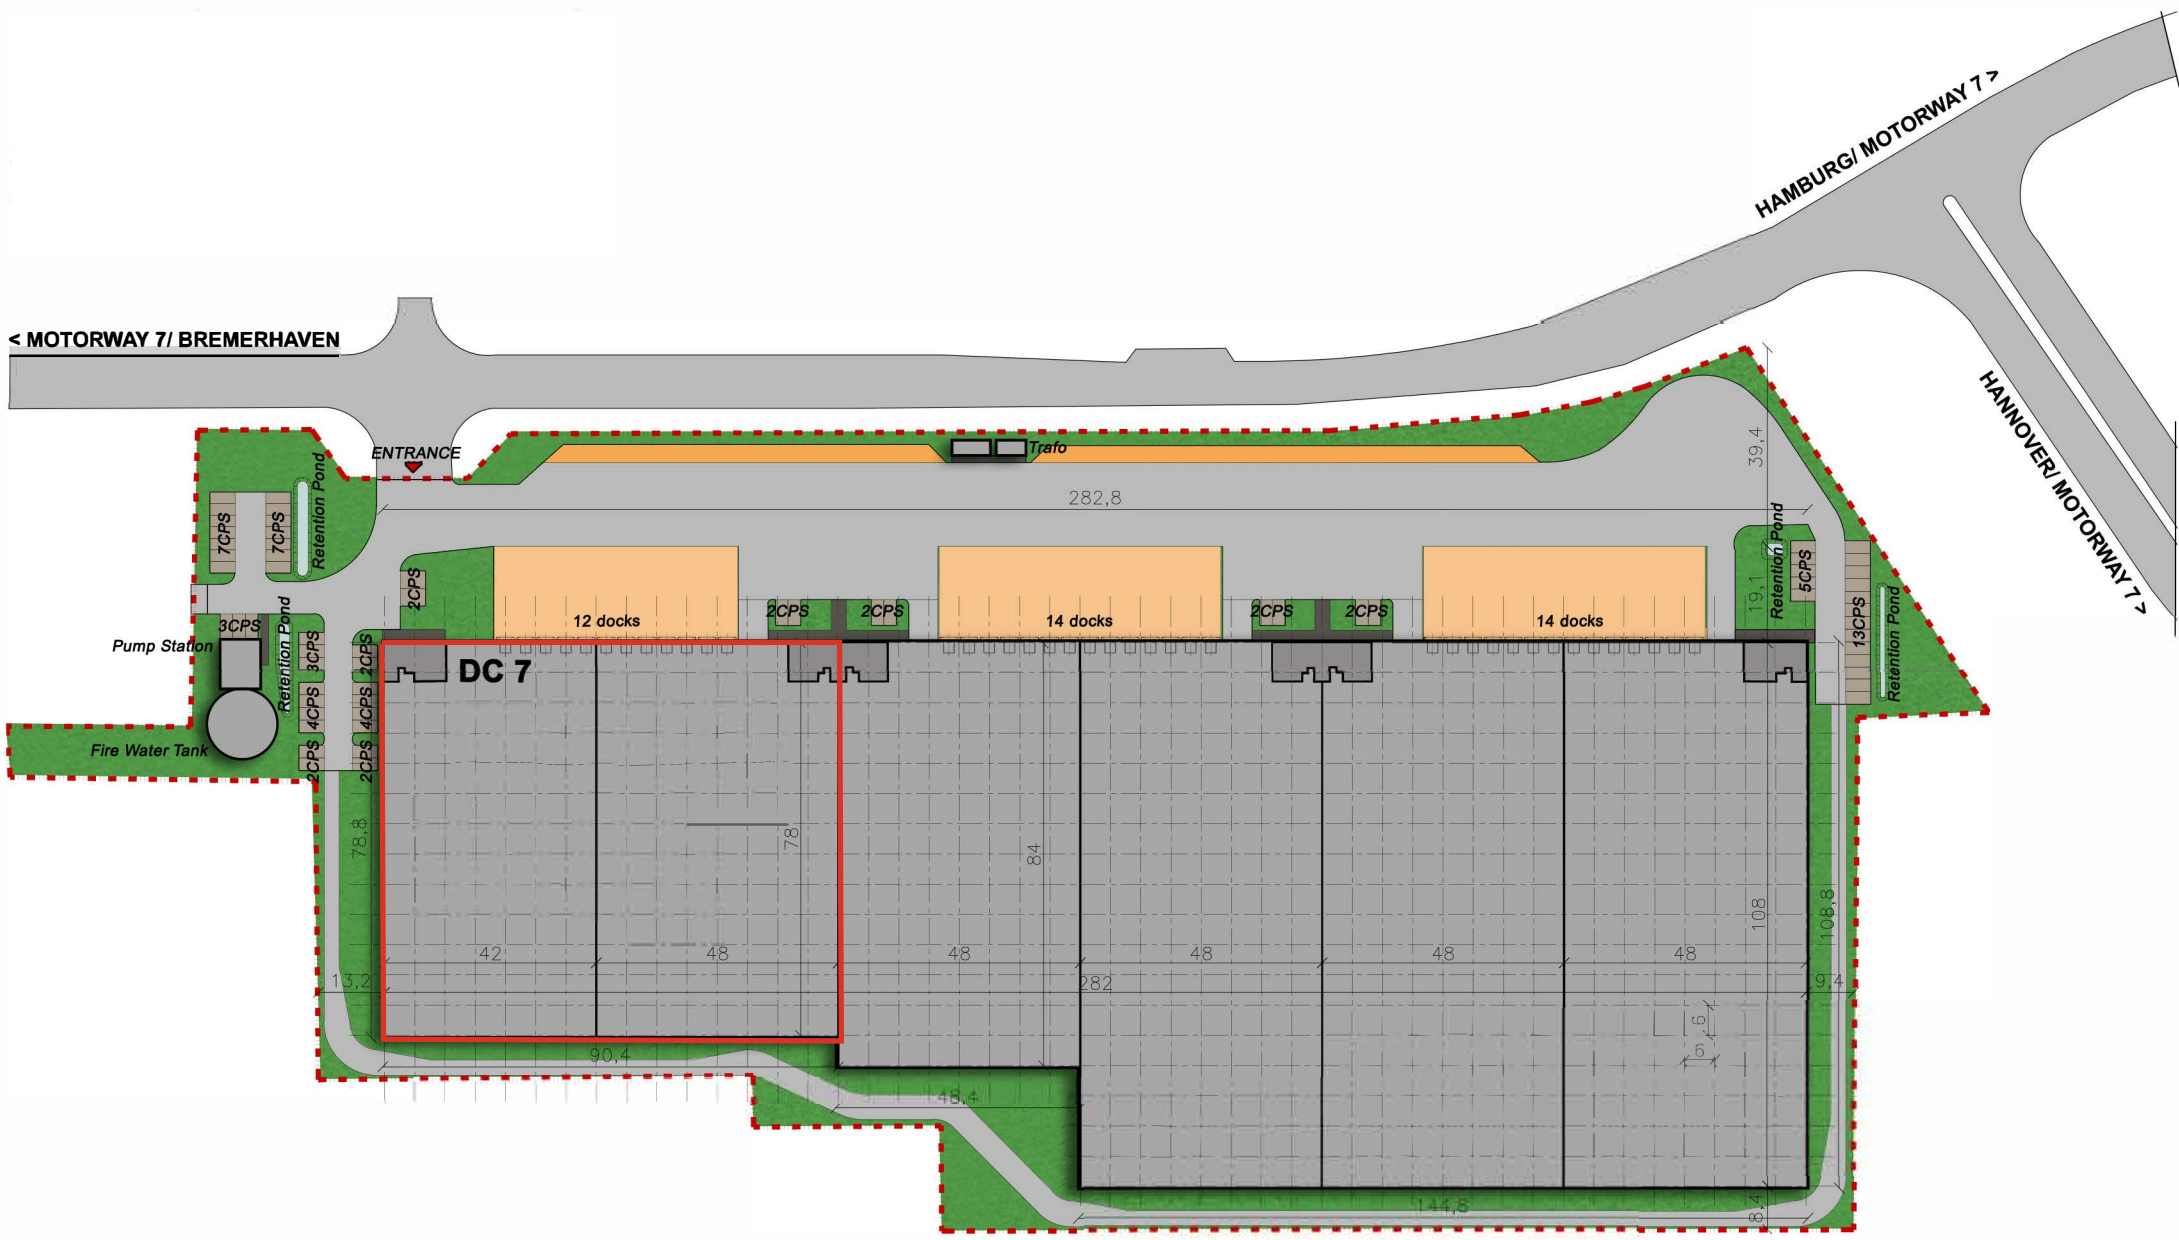 HAMBURG/ MOTORWAY 7 >
< MOTORWAY 7/ BREMERHAVEN
HANNOVER/ MOTORWAY 7 >
ENTRANCE
Trafo
39,4
282,8
7CPS
7CPS
Retention Pond
2CPS
Retention Pond
5CPS
19,1
13CPS
Retention Pond
3CPS
Pump Station
Retention Pond
3CPS
2CPS
12 docks
2CPS
2CPS
14 docks
2CPS
2CPS
14 docks
DC 7
4CPS
4CPS
Fire Water Tank
2CPS
2CPS
78,8
78
84
108
108,8
42
48
48
48
48
48
13,2
282
9,4
6
6
90,4
48,4
144,8
8,4